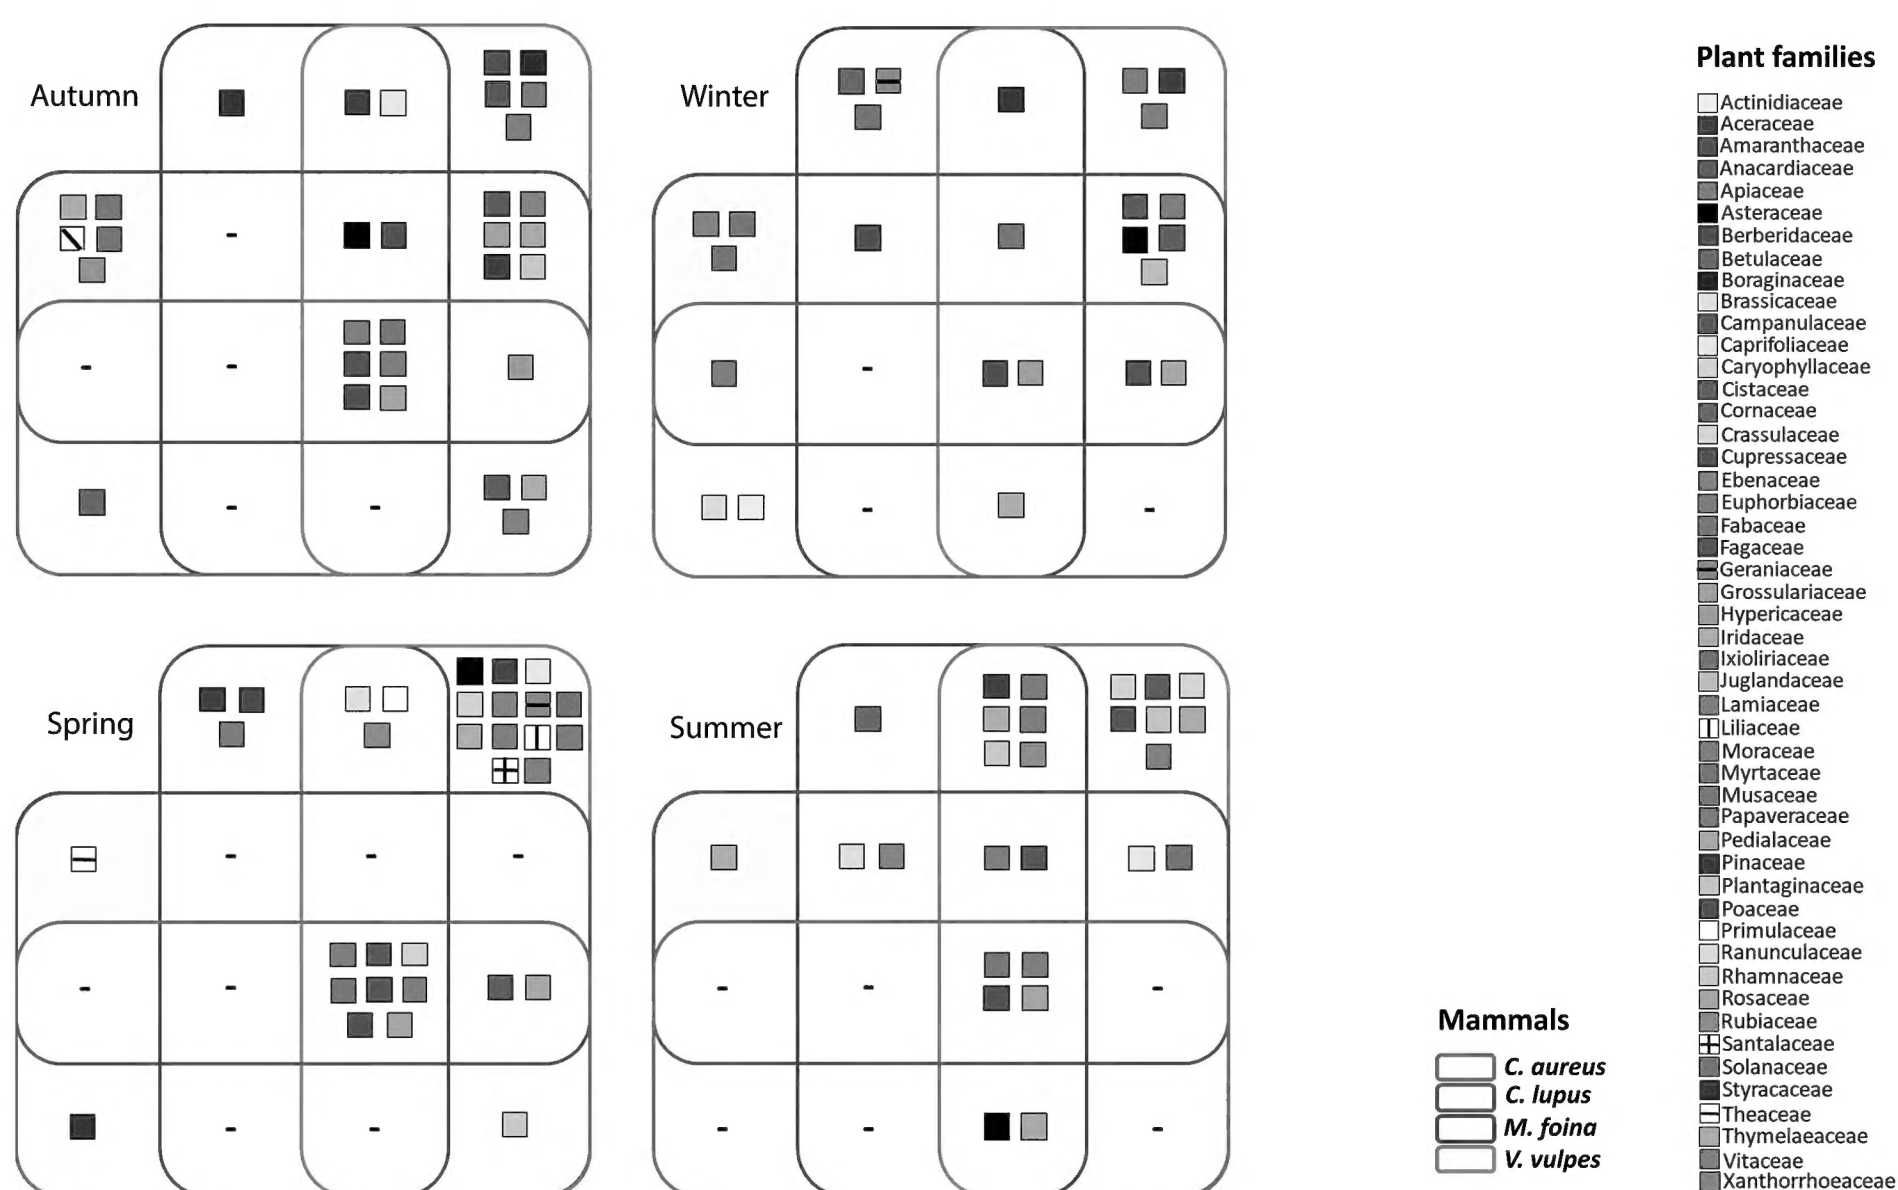 Autumn
Winter
Spring
Summer
Mammals
C. aureus
C. lupus
M. foina
V. vulpes
Plant families
Actinidiaceae
Aceraceae
Amaranthaceae
Anacardiaceae
Apiaceae
Asteraceae
Berberidaceae
Betulaceae
Boraginaceae
Brassicaceae
Campanulaceae
Caprifoliaceae
Caryophyllaceae
Cistaceae
Cornaceae
Crassulaceae
Cupressaceae
Ebenaceae
Euphorbiaceae
Fabaceae
Fagaceae
Geraniaceae
Grossulariaceae
Hypericaceae
Iridaceae
Ixioliriaceae
Juglandaceae
Lamiaceae
Liliaceae
Moraceae
Myrtaceae
Musaceae
Papaveraceae
Pedialaceae
Pinaceae
Plantaginaceae
Poaceae
Primulaceae
Ranunculaceae
Rhamnaceae
Rosaceae
Rubiaceae
Santalaceae
Solanaceae
Styracaceae
Theaceae
Thymelaeaceae
Vitaceae
Xanthorrhoeaceae